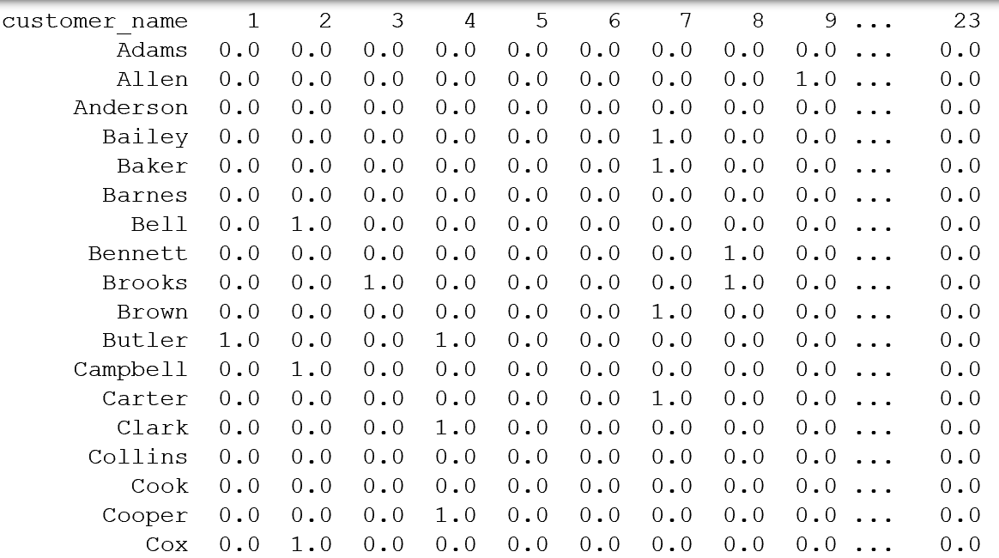 customer_name 1 2 3 4 5 6 7 8 9 ... 23
Adams 0.0 0.0 0.0 0.0 0.0 0.0 0.0 0.0 0.0 ... 0.0
Allen 0.0 0.0 0.0 0.0 0.0 0.0 0.0 0.0 1.0 ... 0.0
Anderson 0.0 0.0 0.0 0.0 0.0 0.0 0.0 0.0 0.0 ... 0.0
Bailey 0.0 0.0 0.0 0.0 0.0 0.0 1.0 0.0 0.0 ... 0.0
Baker 0.0 0.0 0.0 0.0 0.0 0.0 1.0 0.0 0.0 ... 0.0
Barnes 0.0 0.0 0.0 0.0 0.0 0.0 0.0 0.0 0.0 ... 0.0
Bell 0.0 1.0 0.0 0.0 0.0 0.0 0.0 0.0 0.0 ... 0.0
Bennett 0.0 0.0 0.0 0.0 0.0 0.0 0.0 1.0 0.0 ... 0.0
Brooks 0.0 0.0 1.0 0.0 0.0 0.0 0.0 1.0 0.0 ... 0.0
Brown 0.0 0.0 0.0 0.0 0.0 0.0 1.0 0.0 0.0 ... 0.0
Butler 1.0 0.0 0.0 1.0 0.0 0.0 0.0 0.0 0.0 ... 0.0
Campbell 0.0 1.0 0.0 0.0 0.0 0.0 0.0 0.0 0.0 ... 0.0
Carter 0.0 0.0 0.0 0.0 0.0 0.0 1.0 0.0 0.0 ... 0.0
Clark 0.0 0.0 0.0 1.0 0.0 0.0 0.0 0.0 0.0 ... 0.0
Collins 0.0 0.0 0.0 0.0 0.0 0.0 0.0 0.0 0.0 ... 0.0
Cook 0.0 0.0 0.0 0.0 0.0 0.0 0.0 0.0 0.0 ... 0.0
Cooper 0.0 0.0 0.0 1.0 0.0 0.0 0.0 0.0 0.0 ... 0.0
Cox 0.0 1.0 0.0 0.0 0.0 0.0 0.0 0.0 0.0 ... 0.0